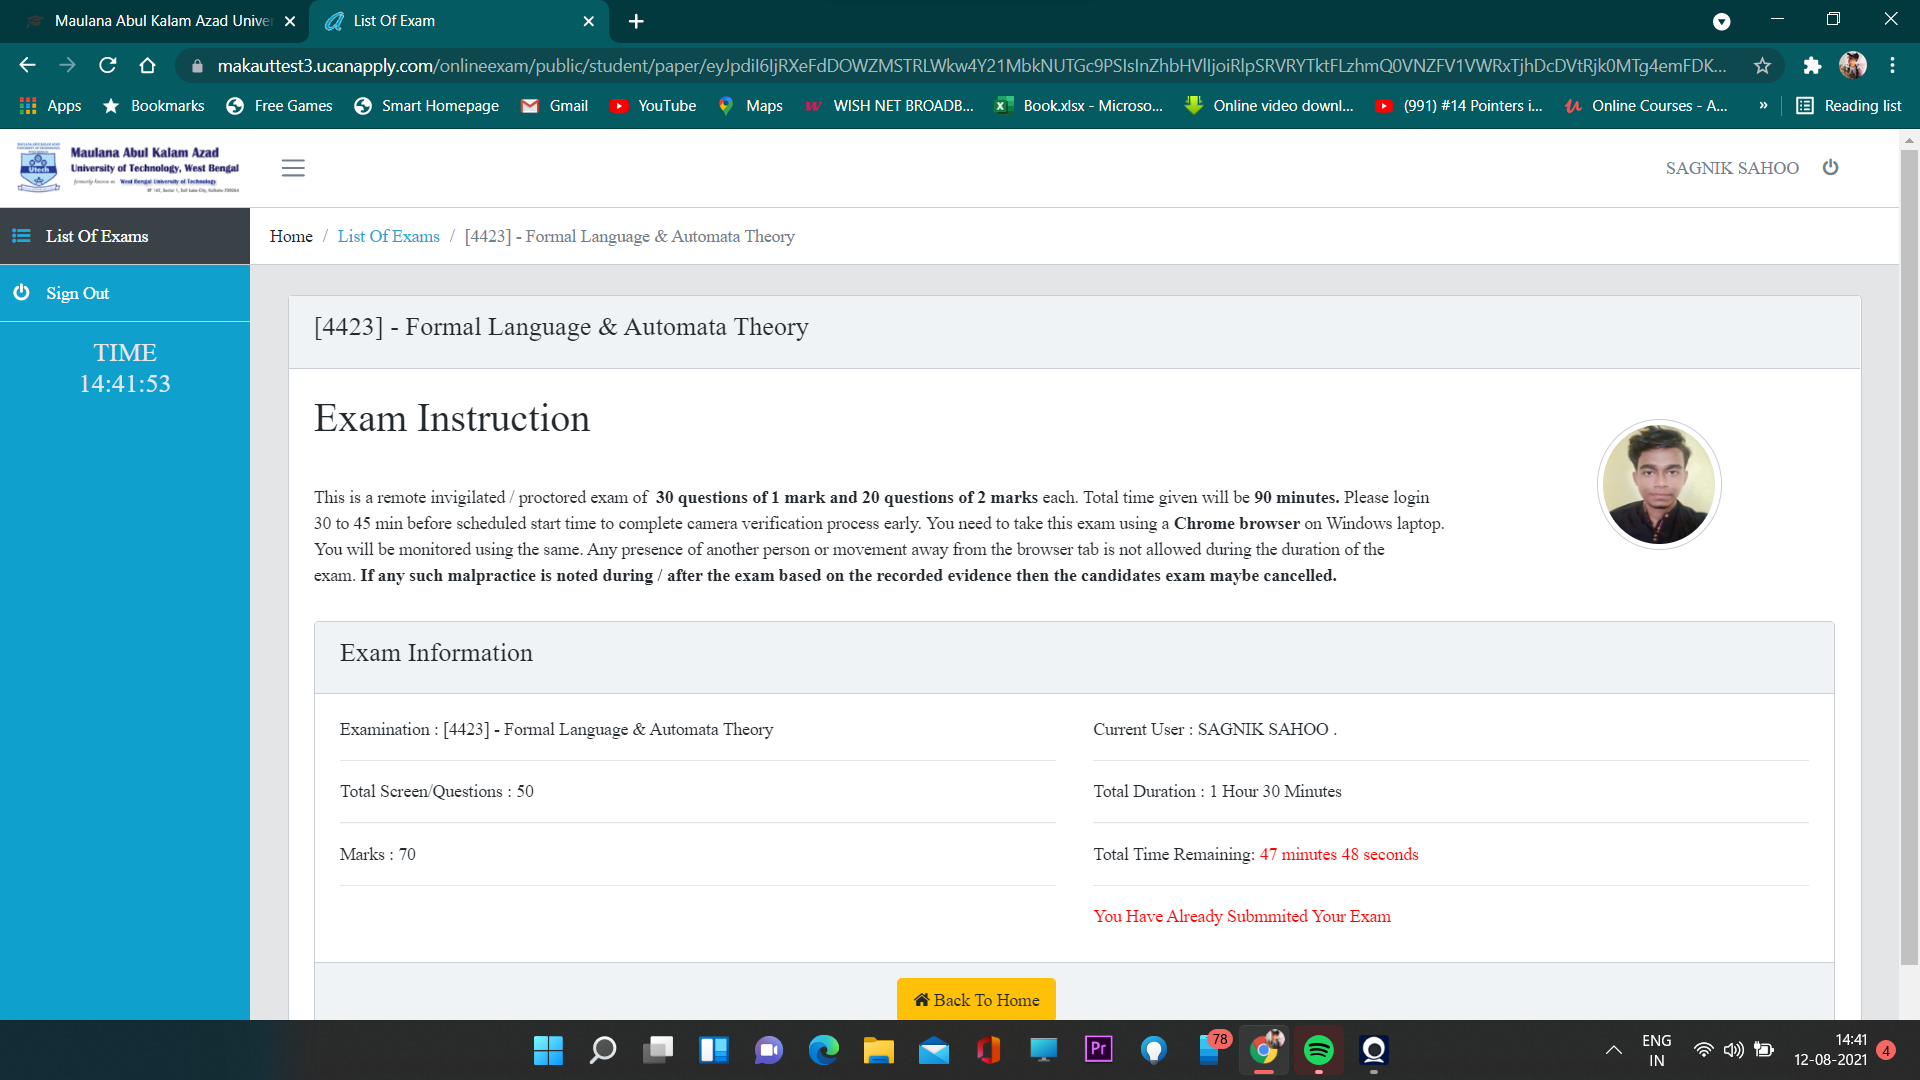 Maulana Abul Kalam Azad Univer
List Of Exam
makauttest3.ucanapply.com/onlineexam/public/student/paper/
Apps
Bookmarks
Free Games
Smart Homepage
Gmail
YouTube
Maps
WISH NET BROADB...
Book.xlsx - Microso...
Online video downl...
(991) #14 Pointers i...
Online Courses - A...
»
Reading list
Maulana Abul Kalam Azad
University of Technology, West Bengal
Utech
SAGNIK SAHOO
List Of Exams
Home / List Of Exams / [4423] - Formal Language & Automata Theory
Sign Out
TIME
14:41:53
[4423] - Formal Language & Automata Theory
Exam Instruction
This is a remote invigilated / proctored exam of 30 questions of 1 mark and 20 questions of 2 marks each. Total time given will be 90 minutes. Please login
30 to 45 min before scheduled start time to complete camera verification process early. You need to take this exam using a Chrome browser on Windows laptop.
You will be monitored using the same. Any presence of another person or movement away from the browser tab is not allowed during the duration of the
exam. If any such malpractice is noted during / after the exam based on the recorded evidence then the candidates exam maybe cancelled.
Exam Information
Examination : [4423] - Formal Language & Automata Theory
Current User : SAGNIK SAHOO .
Total Screen/Questions : 50
Total Duration : 1 Hour 30 Minutes
Marks : 70
Total Time Remaining: 47 minutes 48 seconds
You Have Already Submmited Your Exam
Back To Home
Pr
78
ENG
IN
14:41
12-08-2021
4